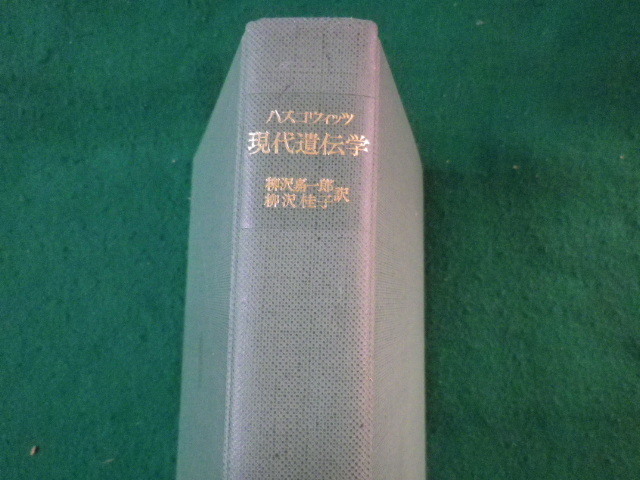 ハスコヴィッツ
現代遺伝学
柳沢嘉一郎
柳沢桂子訳